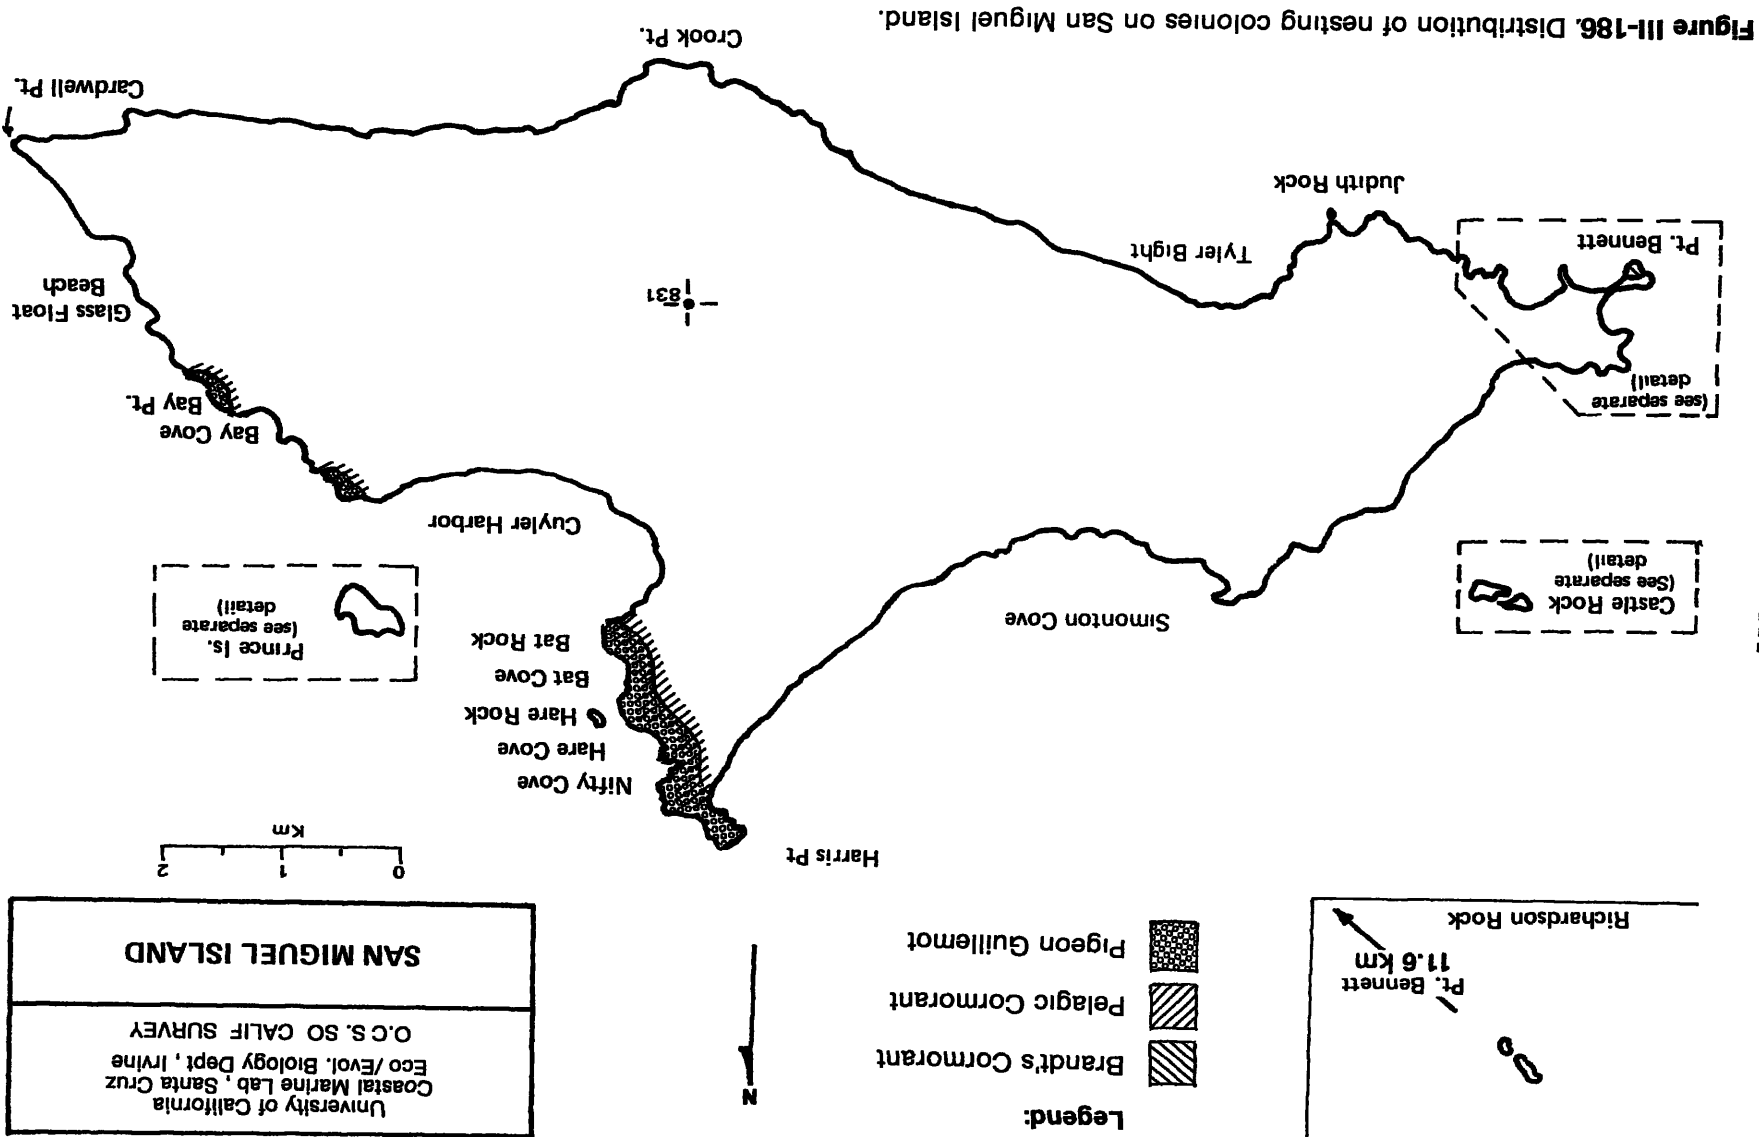 Legend:
Brandt's Cormorant
Pelagic Cormorant
Pigeon Guillemot
N
University of California
Coastal Marine Lab, Santa Cruz
Eco/Evol. Biology Dept, Irvine
O.C.S. SO CALIF SURVEY
SAN MIGUEL ISLAND
Pt. Bennett
11.6 km
Richardson Rock
0 1 2
Km
Harris Pt
Nifty Cove
Hare Cove
Hare Rock
Bat Cove
Bat Rock
Prince Is.
(see separate
detail)
Castle Rock
(See separate
detail)
Simonton Cove
Cuyler Harbor
Bay Cove
Bay Pt.
(see separate
detail)
Pt. Bennett
831
Glass Float
Beach
Tyler Bight
Judith Rock
Cardwell Pt.
Crook Pt.
Figure III-186. Distribution of nesting colonies on San Miguel Island.